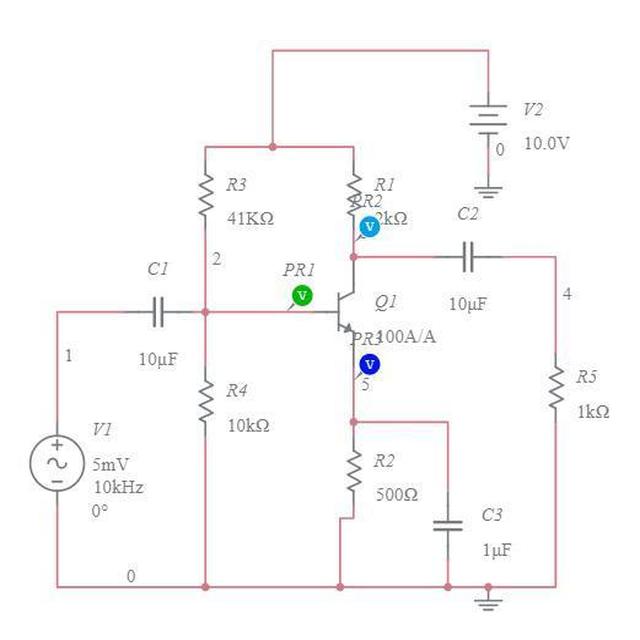 V2
0
10.0V
R3
41KΩ
R1
PR2
2kΩ
V
C2
10μF
2
C1
10μF
PR1
V
Q1
100A/A
PR3
V
5
4
1
R4
10kΩ
R5
1kΩ
V1
5mV
10kHz
0°
R2
500Ω
C3
1μF
0